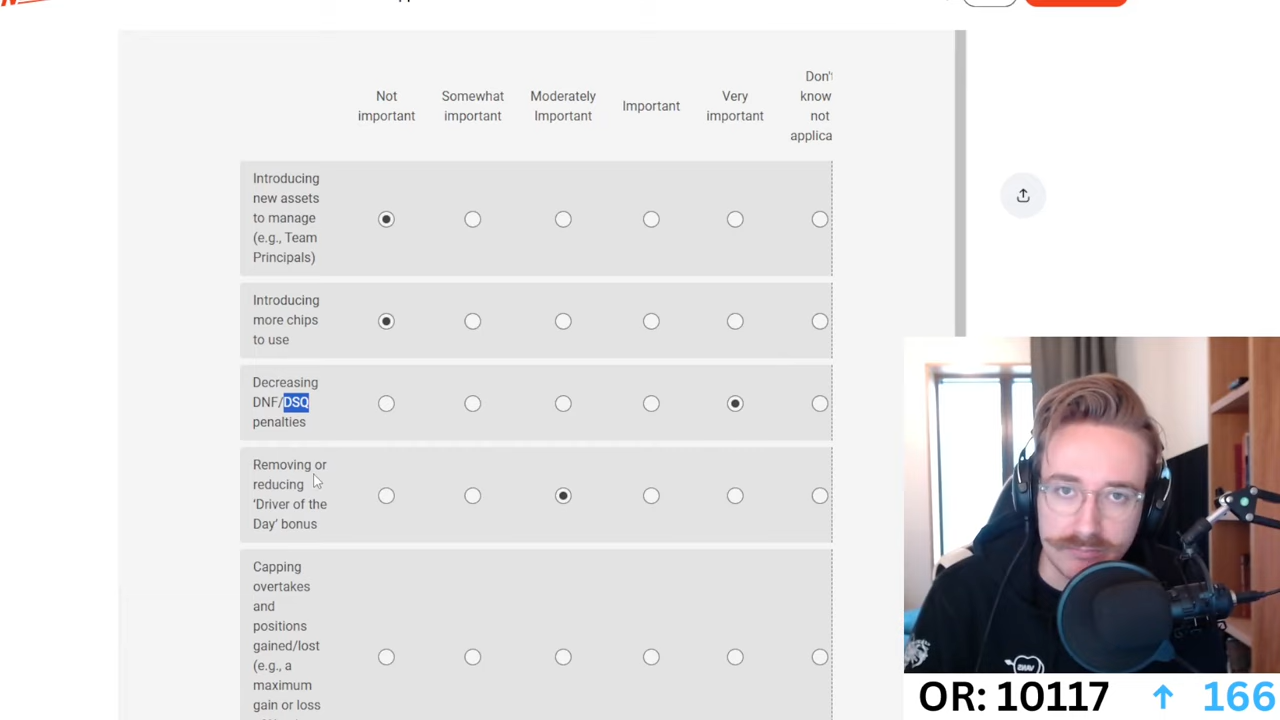 Not important
Somewhat important
Moderately Important
Important
Very important
Don't know not applica
Introducing
new assets
to manage
(e.g., Team
Principals)
Introducing
more chips
to use
Decreasing
DNF/DSQ
penalties
Removing or
reducing
'Driver of the
Day' bonus
Capping
overtakes
and
positions
gained/lost
(e.g., a
maximum
gain or loss
OR: 10117 ↑ 166